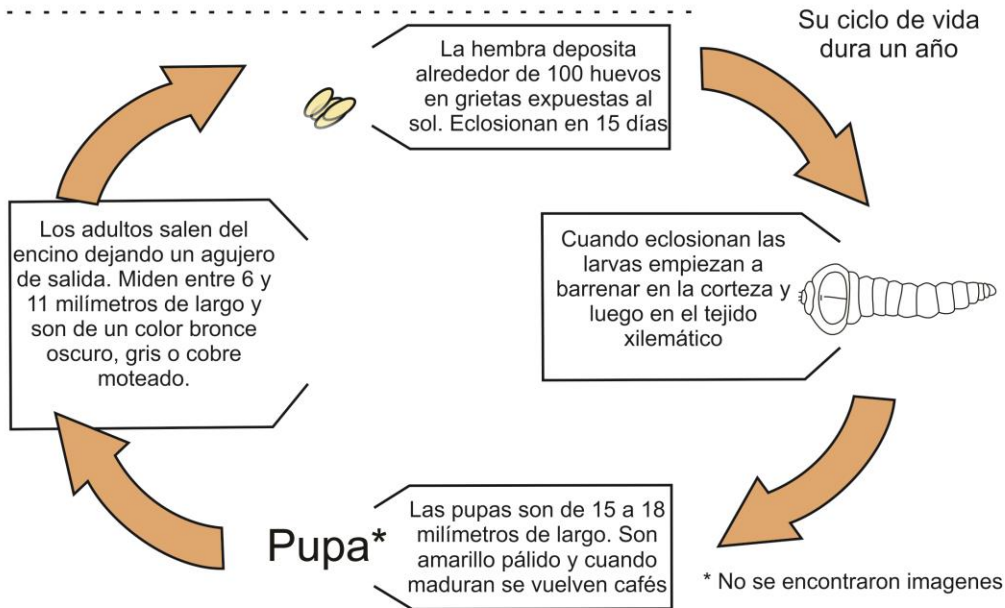 Su ciclo de vida
dura un año
La hembra deposita
alrededor de 100 huevos
en grietas expuestas al
sol. Eclosionan en 15 días
Cuando eclosionan las
larvas empiezan a
barrenar en la corteza y
luego en el tejido
xilemático
Las pupas son de 15 a 18
milímetros de largo. Son
amarillo pálido y cuando
maduran se vuelven cafés
Pupa*
* No se encontraron imagenes
Los adultos salen del
encino dejando un agujero
de salida. Miden entre 6 y
11 milímetros de largo y
son de un color bronce
oscuro, gris o cobre
moteado.